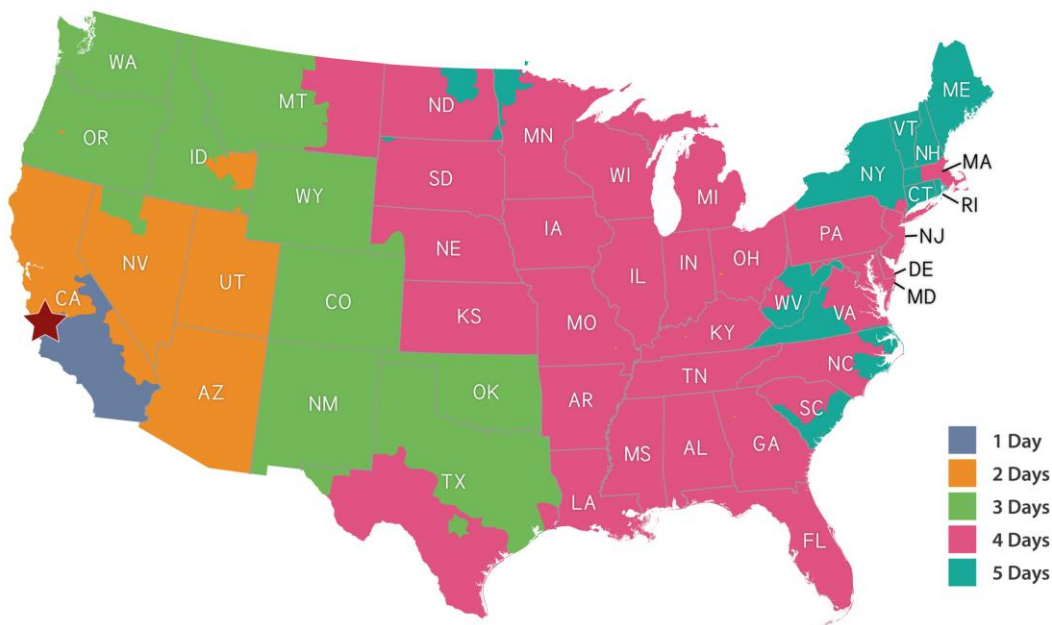 WA
MT
ND
ME
OR
ID
MN
VT
NH
MA
SD
WI
NY
CT
RI
WY
MI
NE
IA
PA
NJ
NV
UT
IL
IN
OH
DE
CA
CO
KS
MO
WV
VA
MD
KY
AZ
NM
OK
TN
NC
AR
SC
TX
MS
AL
GA
LA
FL
1 Day
2 Days
3 Days
4 Days
5 Days